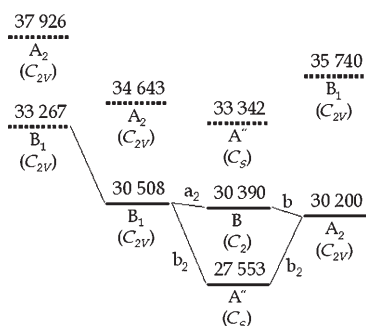 37 926
A₂
(C₂V)
33 267
B₁
(C₂V)
34 643
A₂
(C₂V)
30 508
B₁
(C₂V)
a₂
b₂
33 342
A″
(Cₛ)
30 390
B
(C₂)
27 553
A″
(Cₛ)
b
b₂
35 740
B₁
(C₂V)
30 200
A₂
(C₂V)